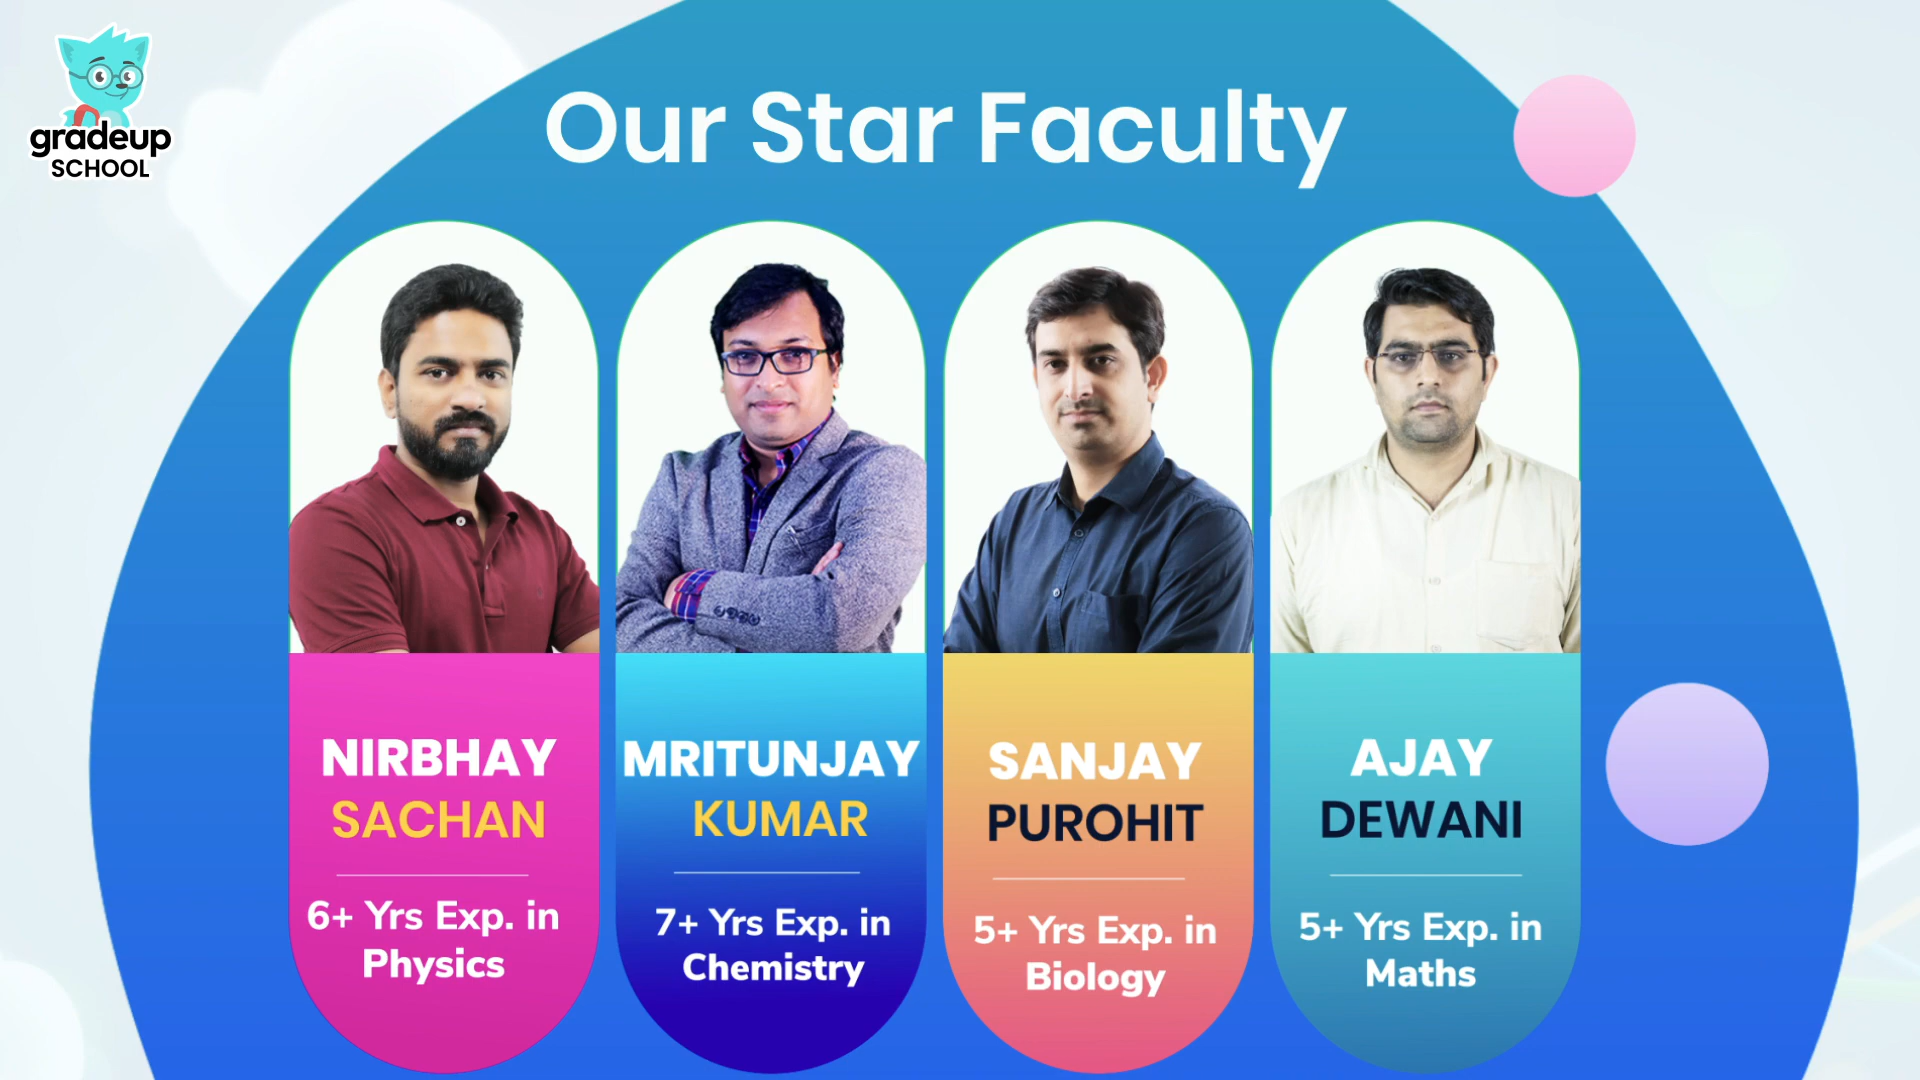 gradeup
SCHOOL
Our Star Faculty
NIRBHAY
SACHAN
6+ Yrs Exp. in
Physics
MRITUNJAY
KUMAR
7+ Yrs Exp. in
Chemistry
SANJAY
PUROHIT
5+ Yrs Exp. in
Biology
AJAY
DEWANI
5+ Yrs Exp. in
Maths